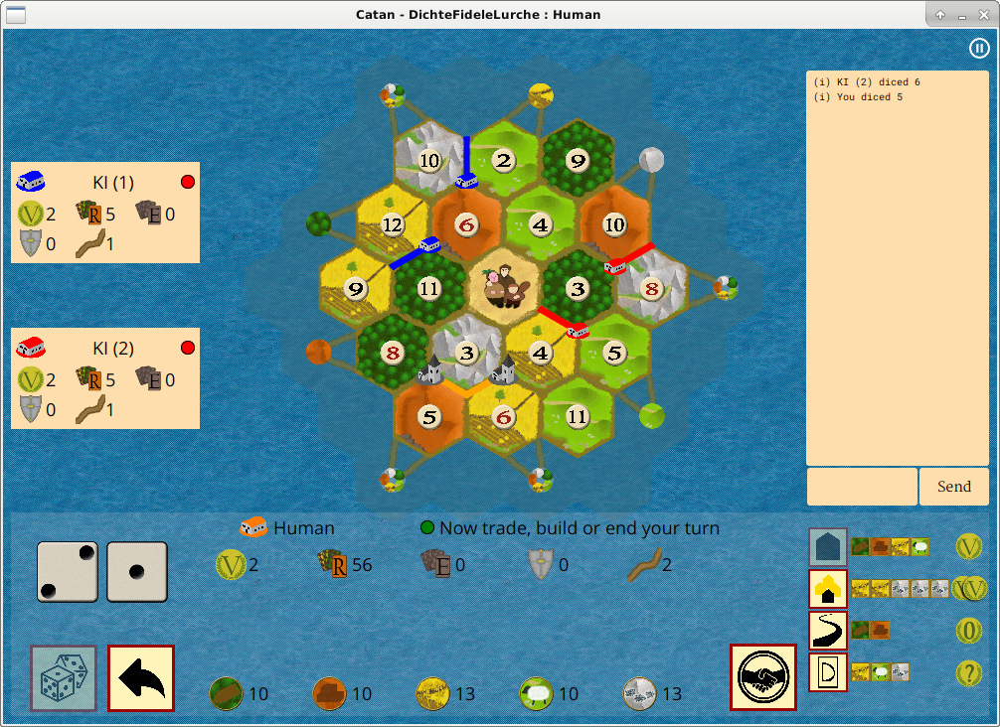 Catan - DichteFideleLurche : Human
(i) KI (2) diced 6
(i) You diced 5
KI (1)
V 2 R 5 E 0
0 1
KI (2)
V 2 R 5 E 0
0 1
10 2 9
12 6 4 10
9 11 3 8
8 3 4 5
5 6 11
Send
Human
Now trade, build or end your turn
V 2 R 56 E 0 0 2
V
VV
0
D ?
10 10 13 10 13